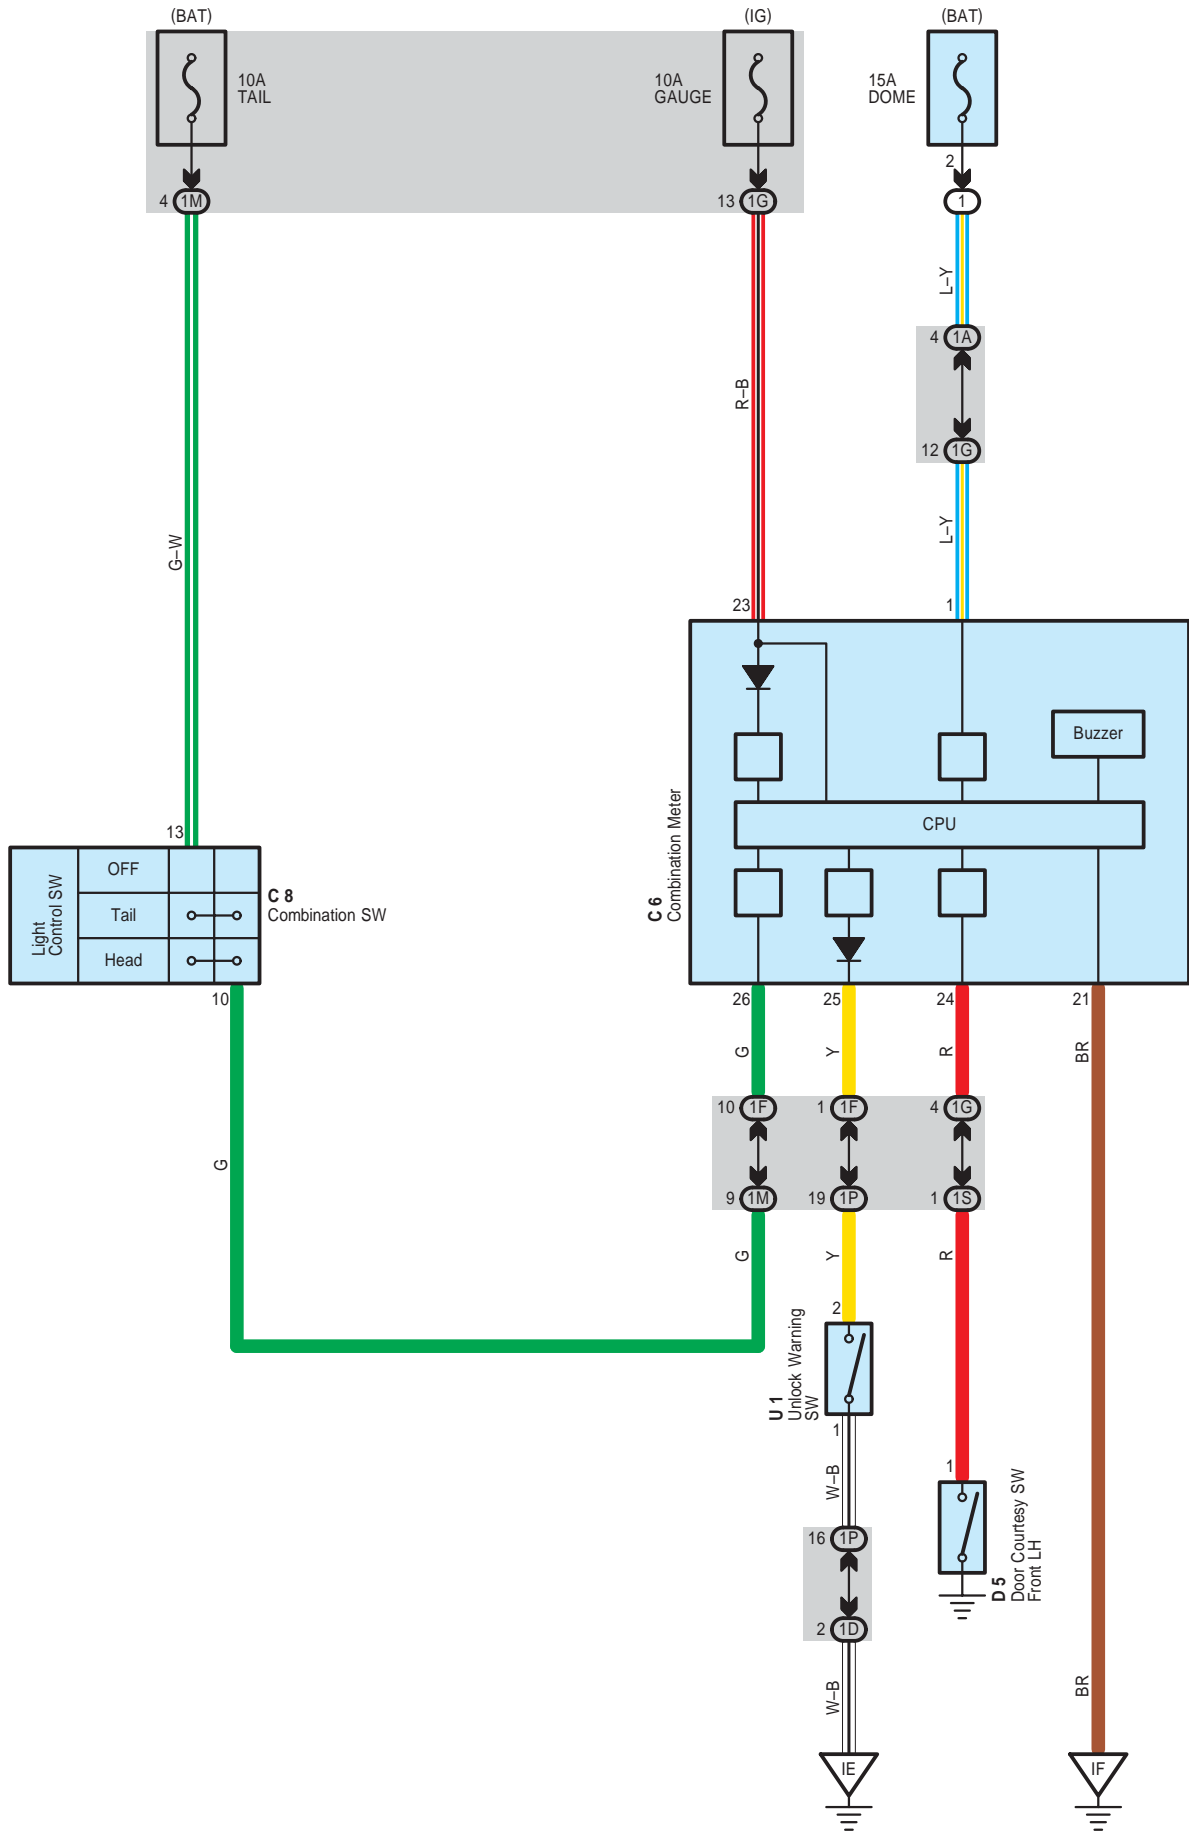 (BAT)
(IG)
(BAT)
10A
TAIL
10A
GAUGE
15A
DOME
2
4 1M
13 1G
1
L–Y
4 1A
R–B
12 1G
G–W
L–Y
23
1
Buzzer
CPU
C 6
Combination Meter
13
Light
Control SW
OFF
Tail
Head
C 8
Combination SW
10
26
25
24
21
G
Y
R
BR
10 1F
1 1F
4 1G
G
9 1M
19 1P
1 1S
G
Y
R
2
U 1
Unlock Warning
SW
1
1
W–B
D 5
Door Courtesy SW
Front LH
16 1P
2 1D
W–B
BR
IE
IF